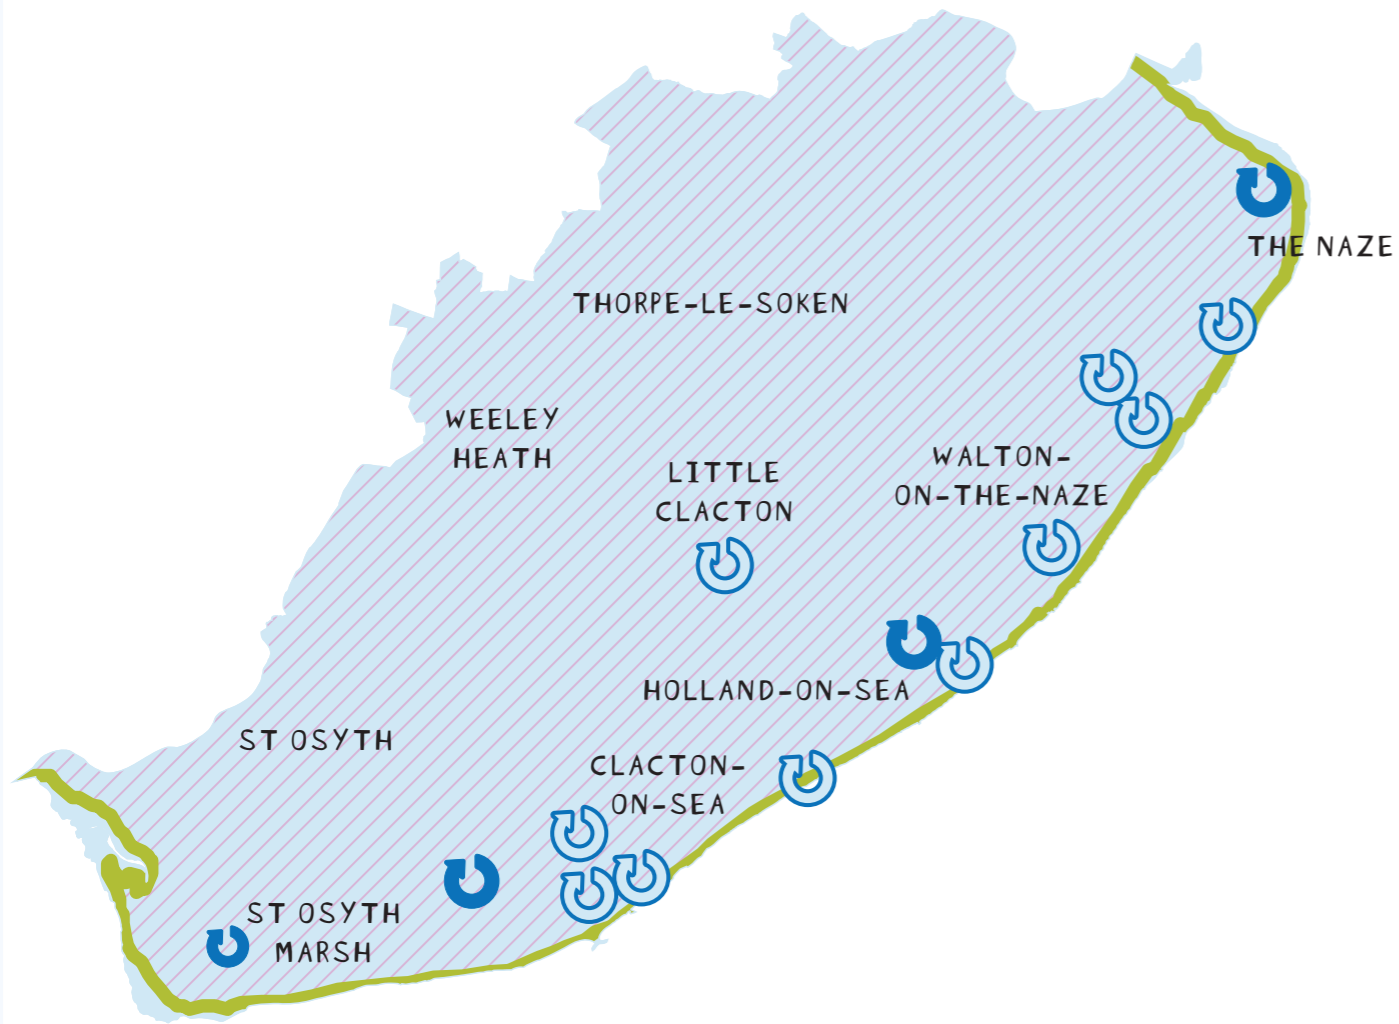 THE NAZE
THORPE-LE-SOKEN
WEELEY
HEATH
LITTLE
CLACTON
WALTON-
ON-THE-NAZE
HOLLAND-ON-SEA
ST OSYTH
CLACTON-
ON-SEA
ST OSYTH
MARSH